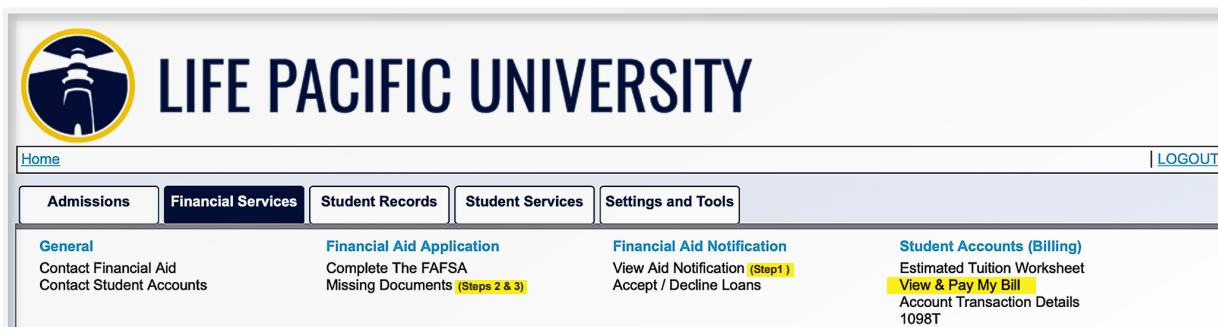 LIFE PACIFIC UNIVERSITY
Home
LOGOUT
Admissions
Financial Services
Student Records
Student Services
Settings and Tools
General
Contact Financial Aid
Contact Student Accounts
Financial Aid Application
Complete The FAFSA
Missing Documents (Steps 2 & 3)
Financial Aid Notification
View Aid Notification (Step1 )
Accept / Decline Loans
Student Accounts (Billing)
Estimated Tuition Worksheet
View & Pay My Bill
Account Transaction Details
1098T